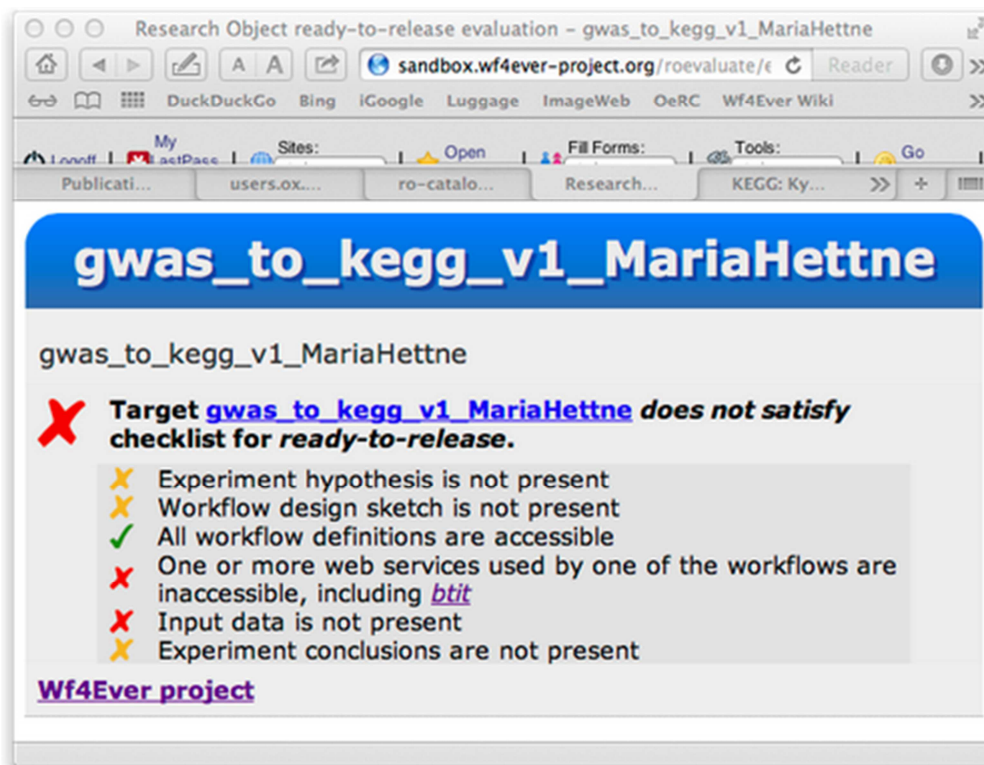 Research Object ready-to-release evaluation – gwas_to_kegg_v1_MariaHettne
A A sandbox.wf4ever-project.org/roevaluate/e Reader
DuckDuckGo Bing iGoogle Luggage ImageWeb OeRC Wf4Ever Wiki
Logoff My LastPass Sites: Open Fill Forms: Tools: Go
Publicati... users.ox.... ro-catalo... Research... KEGG: Ky...
gwas_to_kegg_v1_MariaHettne
gwas_to_kegg_v1_MariaHettne
Target gwas_to_kegg_v1_MariaHettne does not satisfy
checklist for ready-to-release.
Experiment hypothesis is not present
Workflow design sketch is not present
All workflow definitions are accessible
One or more web services used by one of the workflows are
inaccessible, including btit
Input data is not present
Experiment conclusions are not present
Wf4Ever project